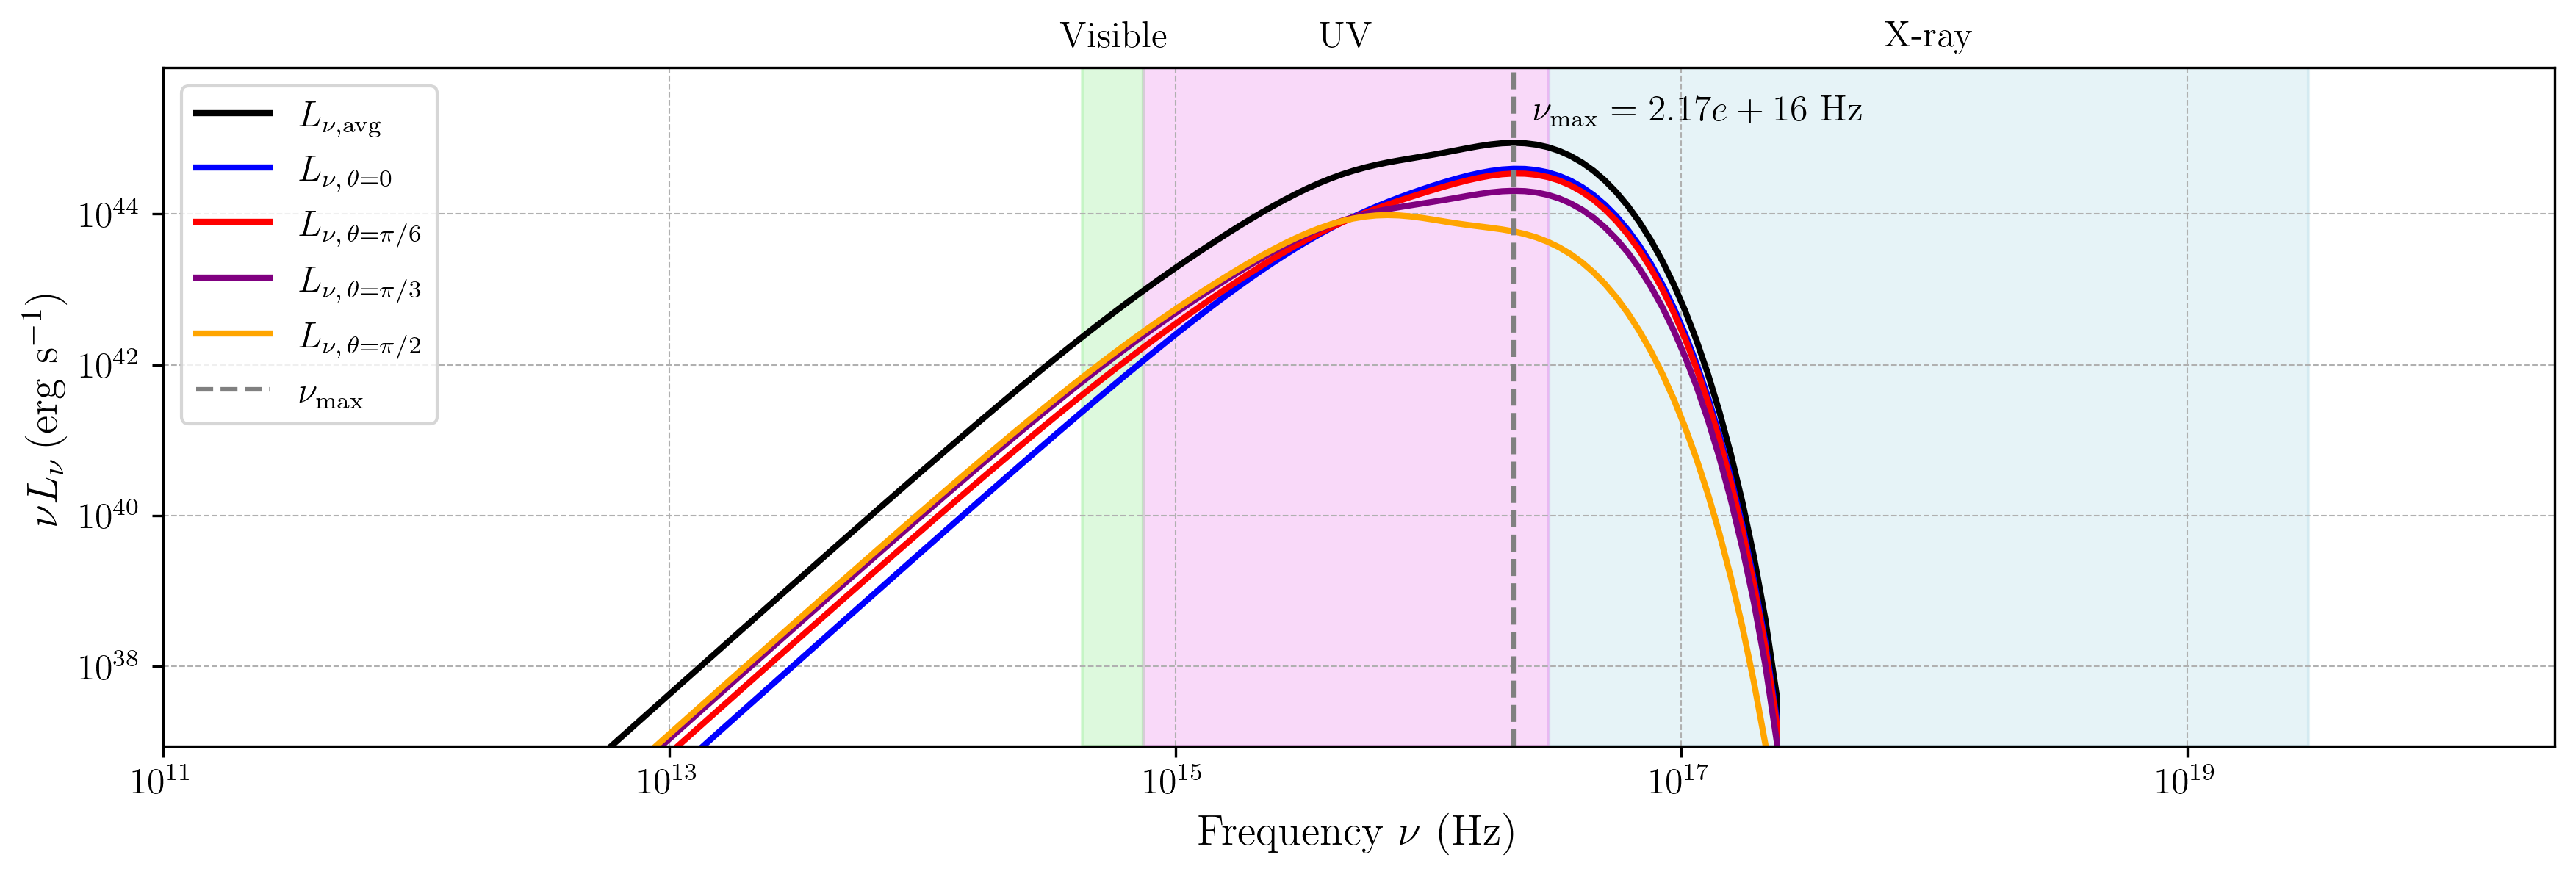 Visible UV X-ray
ν_max = 2.17e + 16 Hz
L_ν,avg
L_ν, θ=0
L_ν, θ=π/6
L_ν, θ=π/3
L_ν, θ=π/2
ν_max
10^44
10^42
10^40
10^38
ν L_ν (erg s^−1)
10^11 10^13 10^15 10^17 10^19
Frequency ν (Hz)